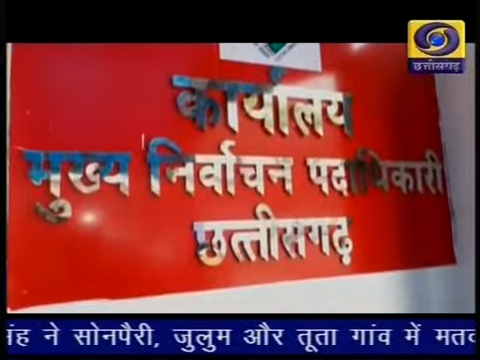 छत्तीसगढ़
कार्यालय
मुख्य निर्वाचन पदाधिकारी
छत्तीसगढ़
ने सोनपैरी, जुलुम और तूता गांव में